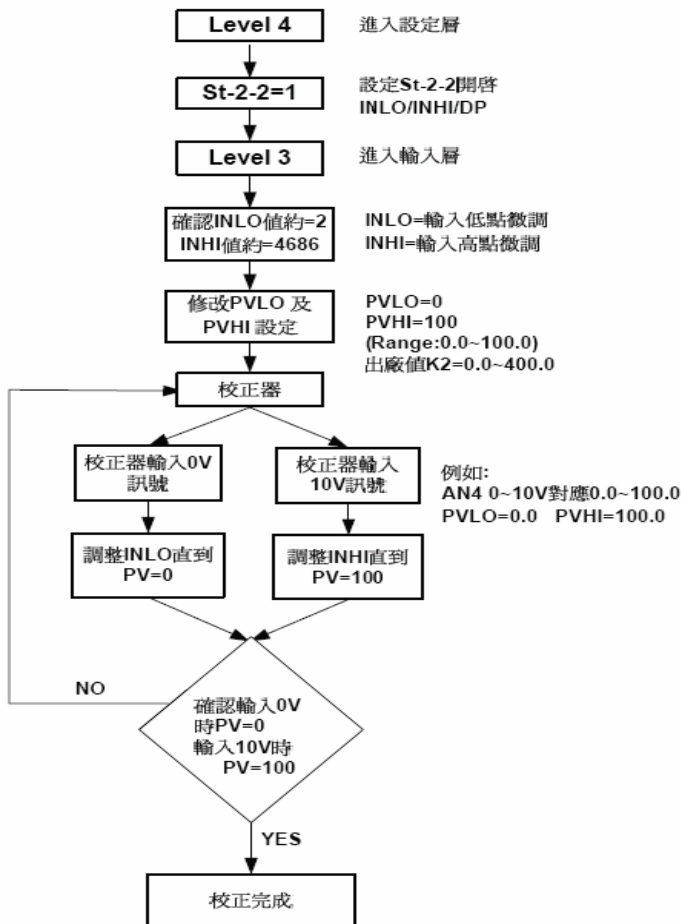 Level 4
進入設定層
St-2-2=1
設定St-2-2開啓
INLO/INHI/DP
Level 3
進入輸入層
確認INLO值約=2
INHI值約=4686
INLO=輸入低點微調
INHI=輸入高點微調
修改PVLO 及
PVHI 設定
PVLO=0
PVHI=100
(Range:0.0~100.0)
出廠值K2=0.0~400.0
校正器
校正器輸入0V
訊號
校正器輸入
10V訊號
例如:
AN4 0~10V對應0.0~100.0
PVLO=0.0 PVHI=100.0
調整INLO直到
PV=0
調整INHI直到
PV=100
NO
確認輸入0V
時PV=0
輸入10V時
PV=100
YES
校正完成